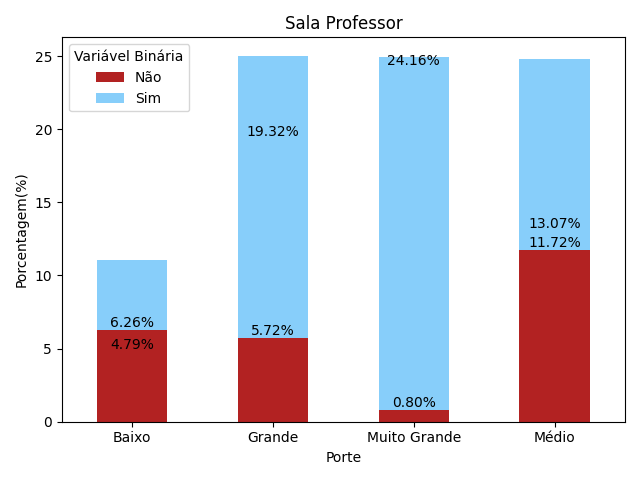 Sala Professor
Variável Binária
Não
Sim
Porcentagem(%)
25
20
15
10
5
0
6.26%
4.79%
19.32%
5.72%
24.16%
0.80%
13.07%
11.72%
Baixo
Grande
Muito Grande
Médio
Porte